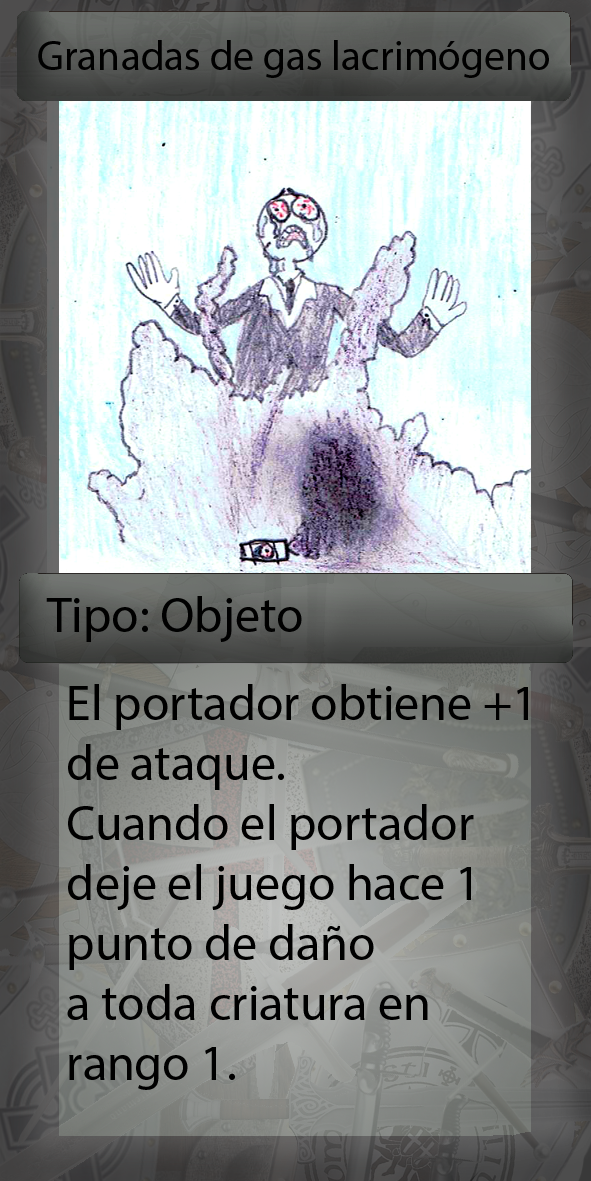 Granadas de gas lacrimógeno
Tipo: Objeto
El portador obtiene +1
de ataque.
Cuando el portador
deje el juego hace 1
punto de daño
a toda criatura en
rango 1.